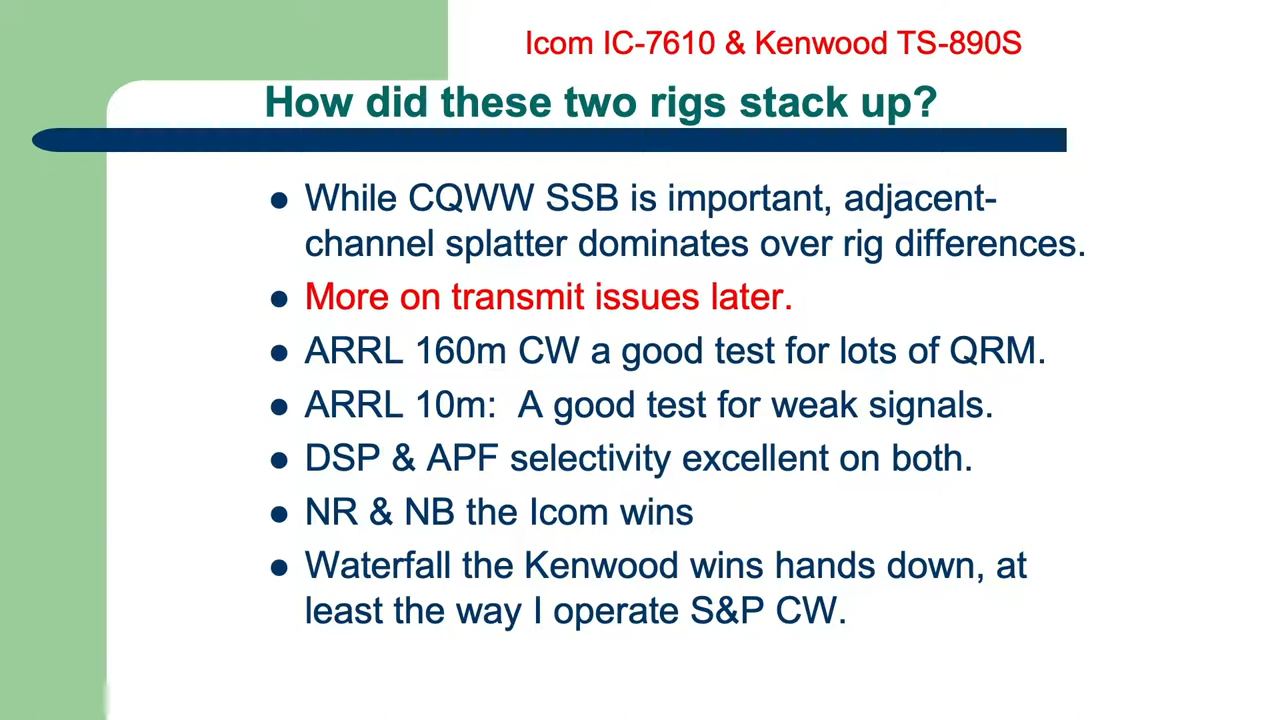 Icom IC-7610 & Kenwood TS-890S
How did these two rigs stack up?
● While CQWW SSB is important, adjacent-
channel splatter dominates over rig differences.
● More on transmit issues later.
● ARRL 160m CW a good test for lots of QRM.
● ARRL 10m:  A good test for weak signals.
● DSP & APF selectivity excellent on both.
● NR & NB the Icom wins
● Waterfall the Kenwood wins hands down, at
least the way I operate S&P CW.